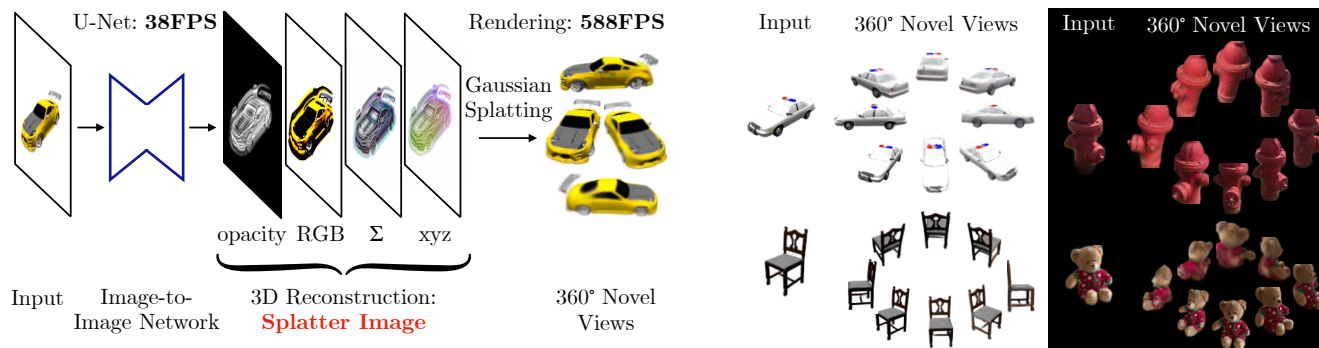 U-Net: 38FPS
Rendering: 588FPS
Gaussian
Splatting
opacity RGB Σ xyz
Input
Image-to-
Image Network
3D Reconstruction:
Splatter Image
360° Novel
Views
Input
360° Novel Views
Input
360° Novel Views